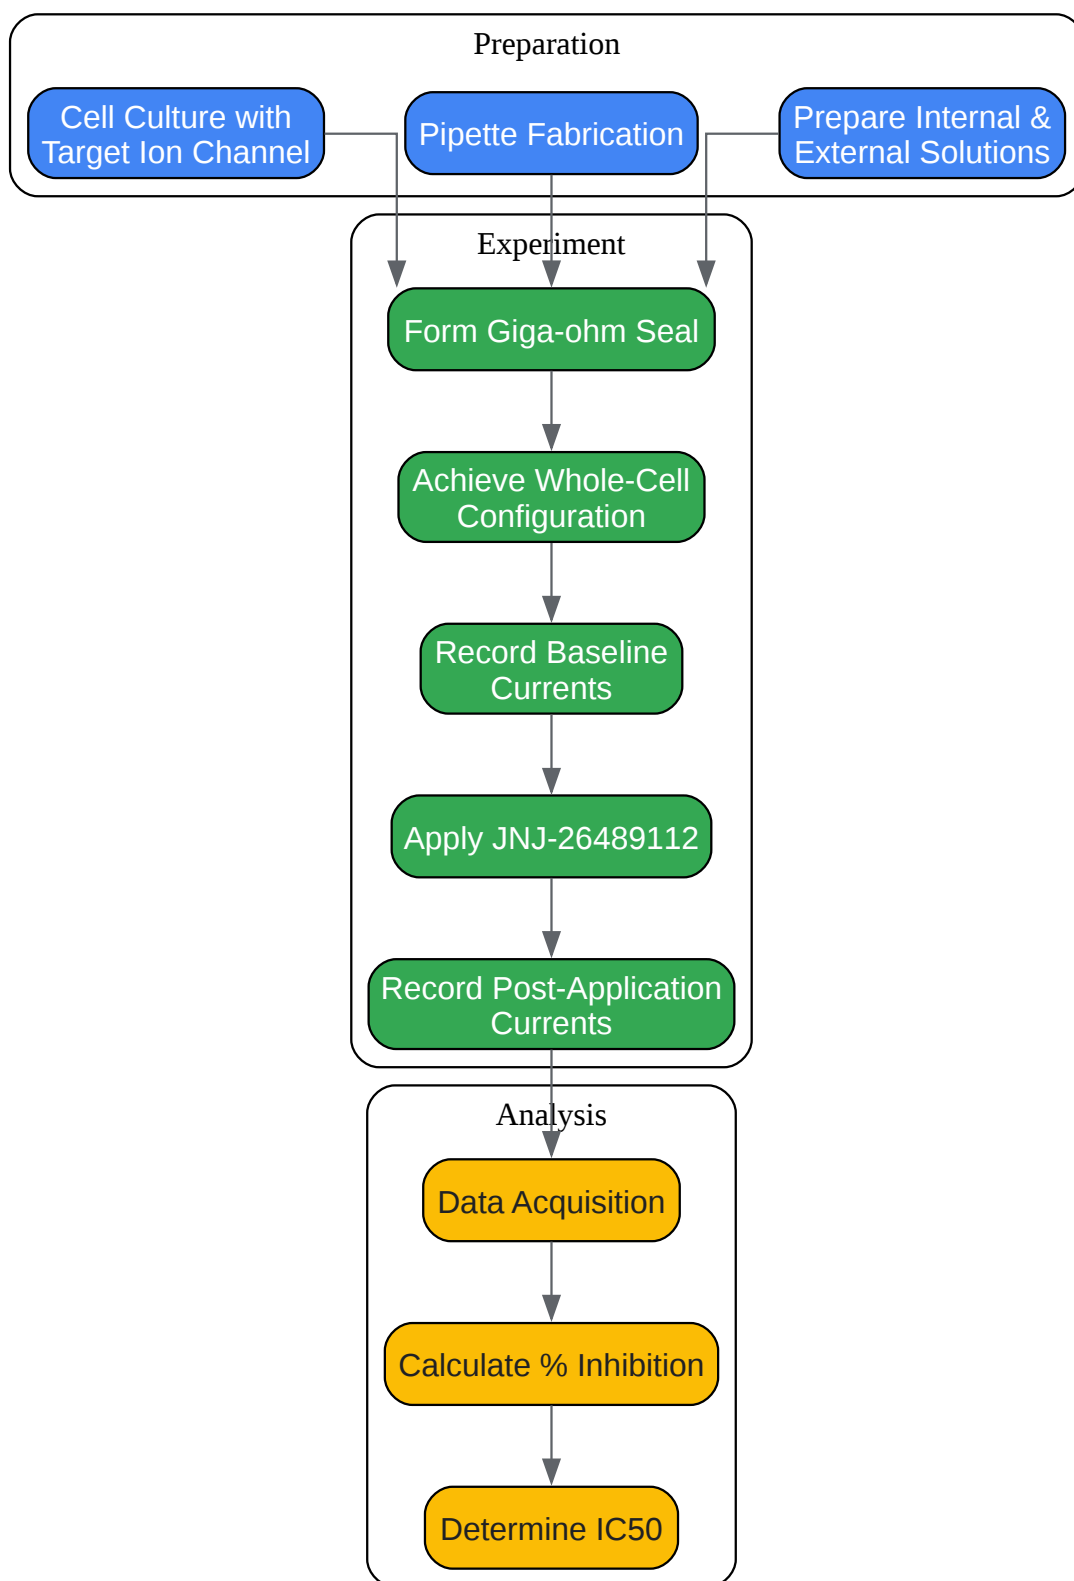 Preparation
Cell Culture with
Target Ion Channel
Pipette Fabrication
Prepare Internal &
External Solutions
Experiment
Form Giga-ohm Seal
Achieve Whole-Cell
Configuration
Record Baseline
Currents
Apply JNJ-26489112
Record Post-Application
Currents
Analysis
Data Acquisition
Calculate % Inhibition
Determine IC50